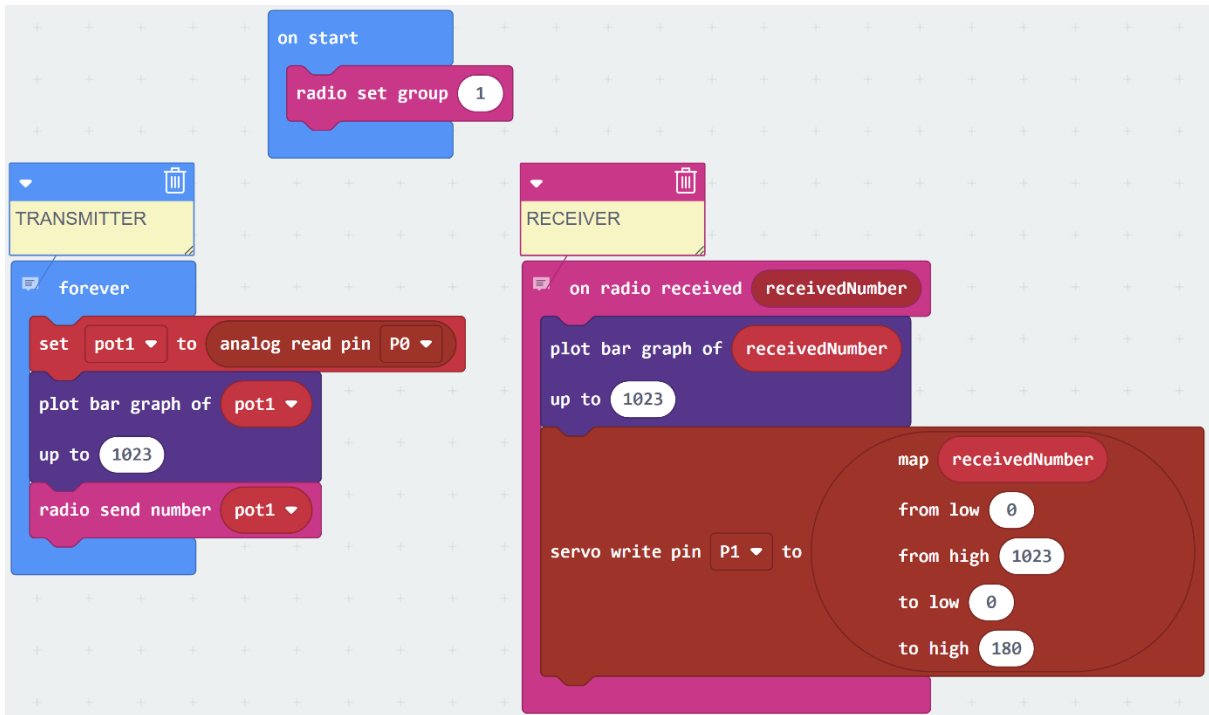 on start
radio set group 1
TRANSMITTER
forever
set pot1 to analog read pin P0
plot bar graph of pot1
up to 1023
radio send number pot1
RECEIVER
on radio received receivedNumber
plot bar graph of receivedNumber
up to 1023
servo write pin P1 to
map receivedNumber
from low 0
from high 1023
to low 0
to high 180